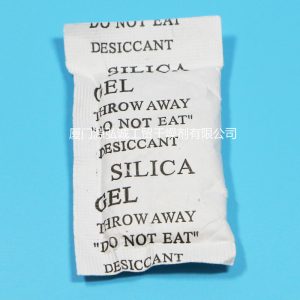 DO NOT EAT"
DESICCANT
SILICA
GEL
THROW AWAY
"DO NOT EAT"
DESICCANT
SILICA
GEL
THROW AWAY
"DO NOT EAT"
DESICCANT